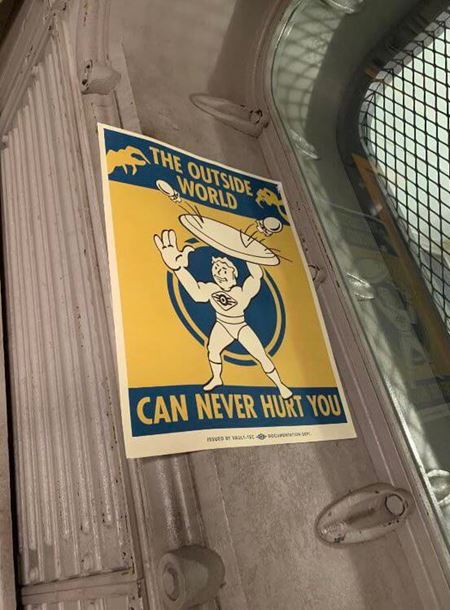 THE OUTSIDE
WORLD
CAN NEVER HURT YOU
ISSUED BY VAULT-TEC DOCUMENTATION DEPT.